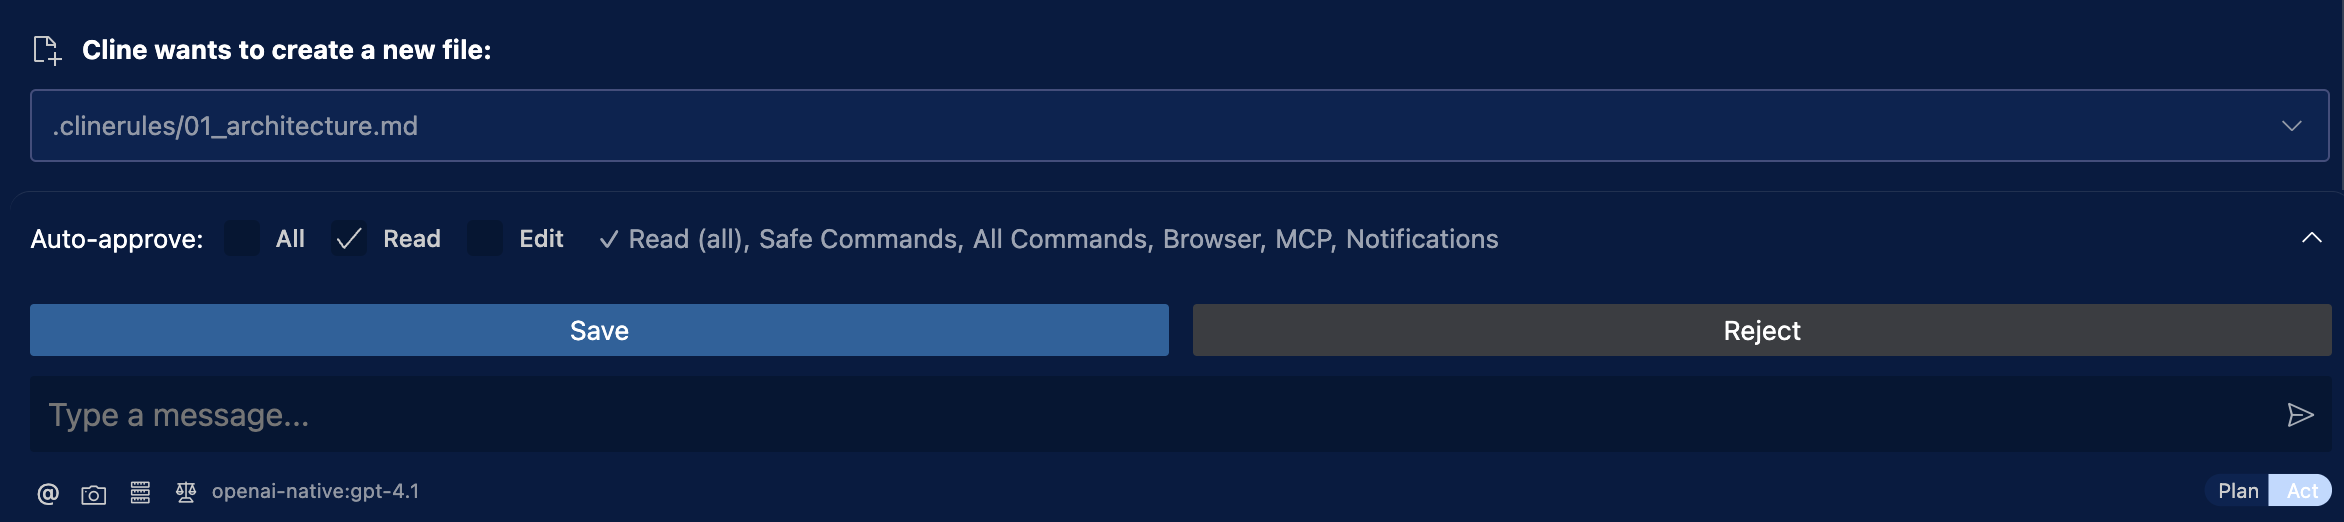 Cline wants to create a new file:
.clinerules/01_architecture.md
Auto-approve: All Read Edit ✓ Read (all), Safe Commands, All Commands, Browser, MCP, Notifications
Save Reject
Type a message...
@ openai-native:gpt-4.1 Plan Act